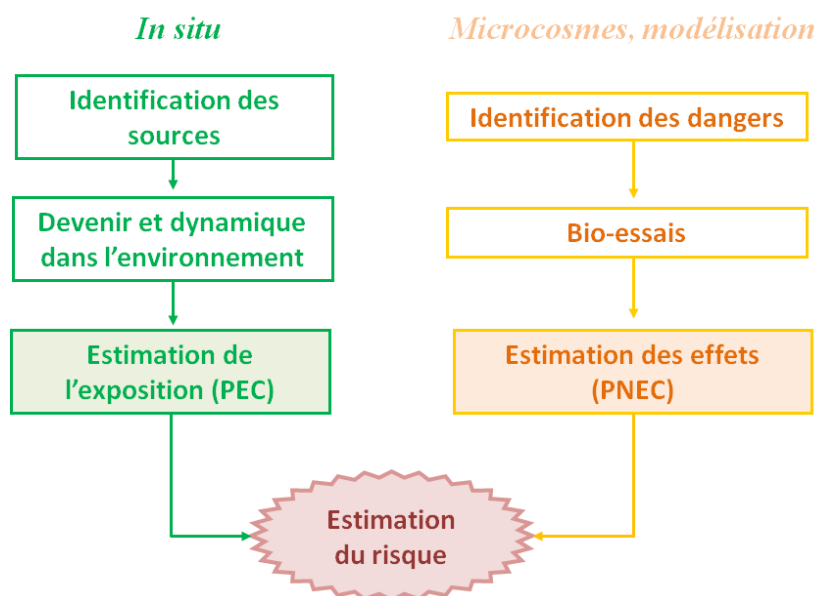 In situ
Microcosmes, modélisation
Identification des
sources
Identification des dangers
Devenir et dynamique
dans l’environnement
Bio-essais
Estimation de
l’exposition (PEC)
Estimation des effets
(PNEC)
Estimation
du risque